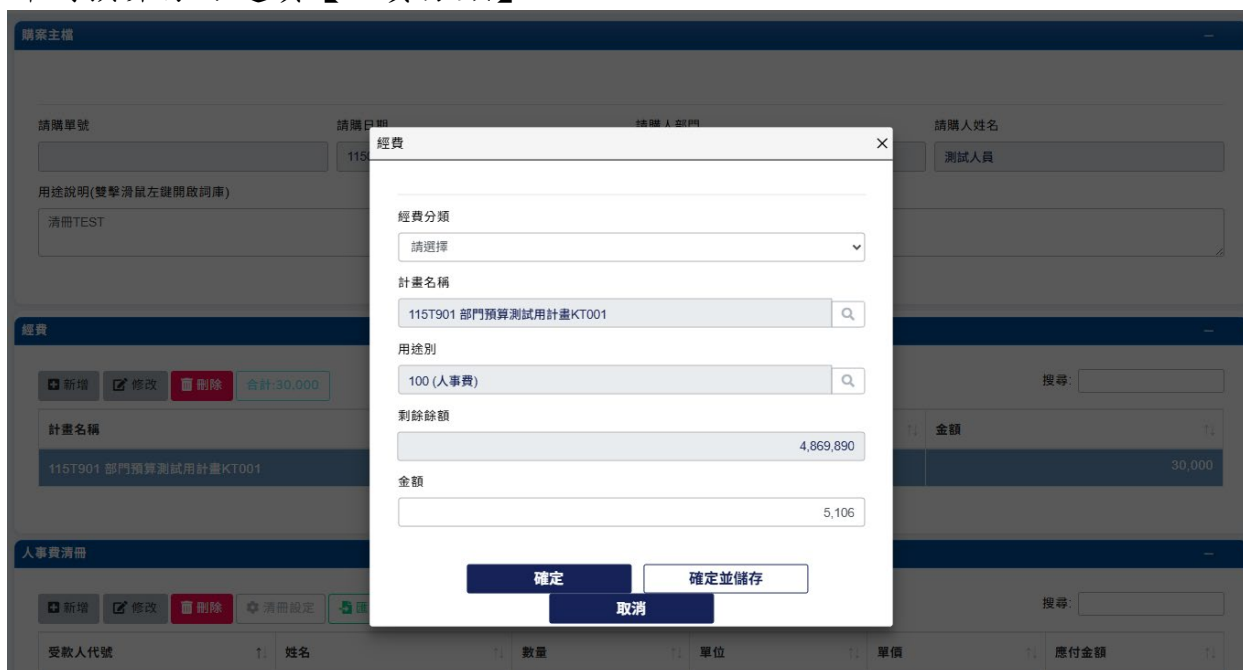 購案主檔
請購單號
請購日期
請購人部門
請購人姓名
115
測試人員
用途說明(雙擊滑鼠左鍵開啟詞庫)
清冊TEST
經費
經費分類
請選擇
計畫名稱
115T901 部門預算測試用計畫KT001
用途別
100 (人事費)
剩餘餘額
4,869,890
金額
5,106
確定
確定並儲存
取消
經費
新增 修改 刪除 合計:30,000
搜尋:
計畫名稱
金額
115T901 部門預算測試用計畫KT001
30,000
人事費清冊
新增 修改 刪除 清冊設定
搜尋:
受款人代號 姓名 數量 單位 單價 應付金額